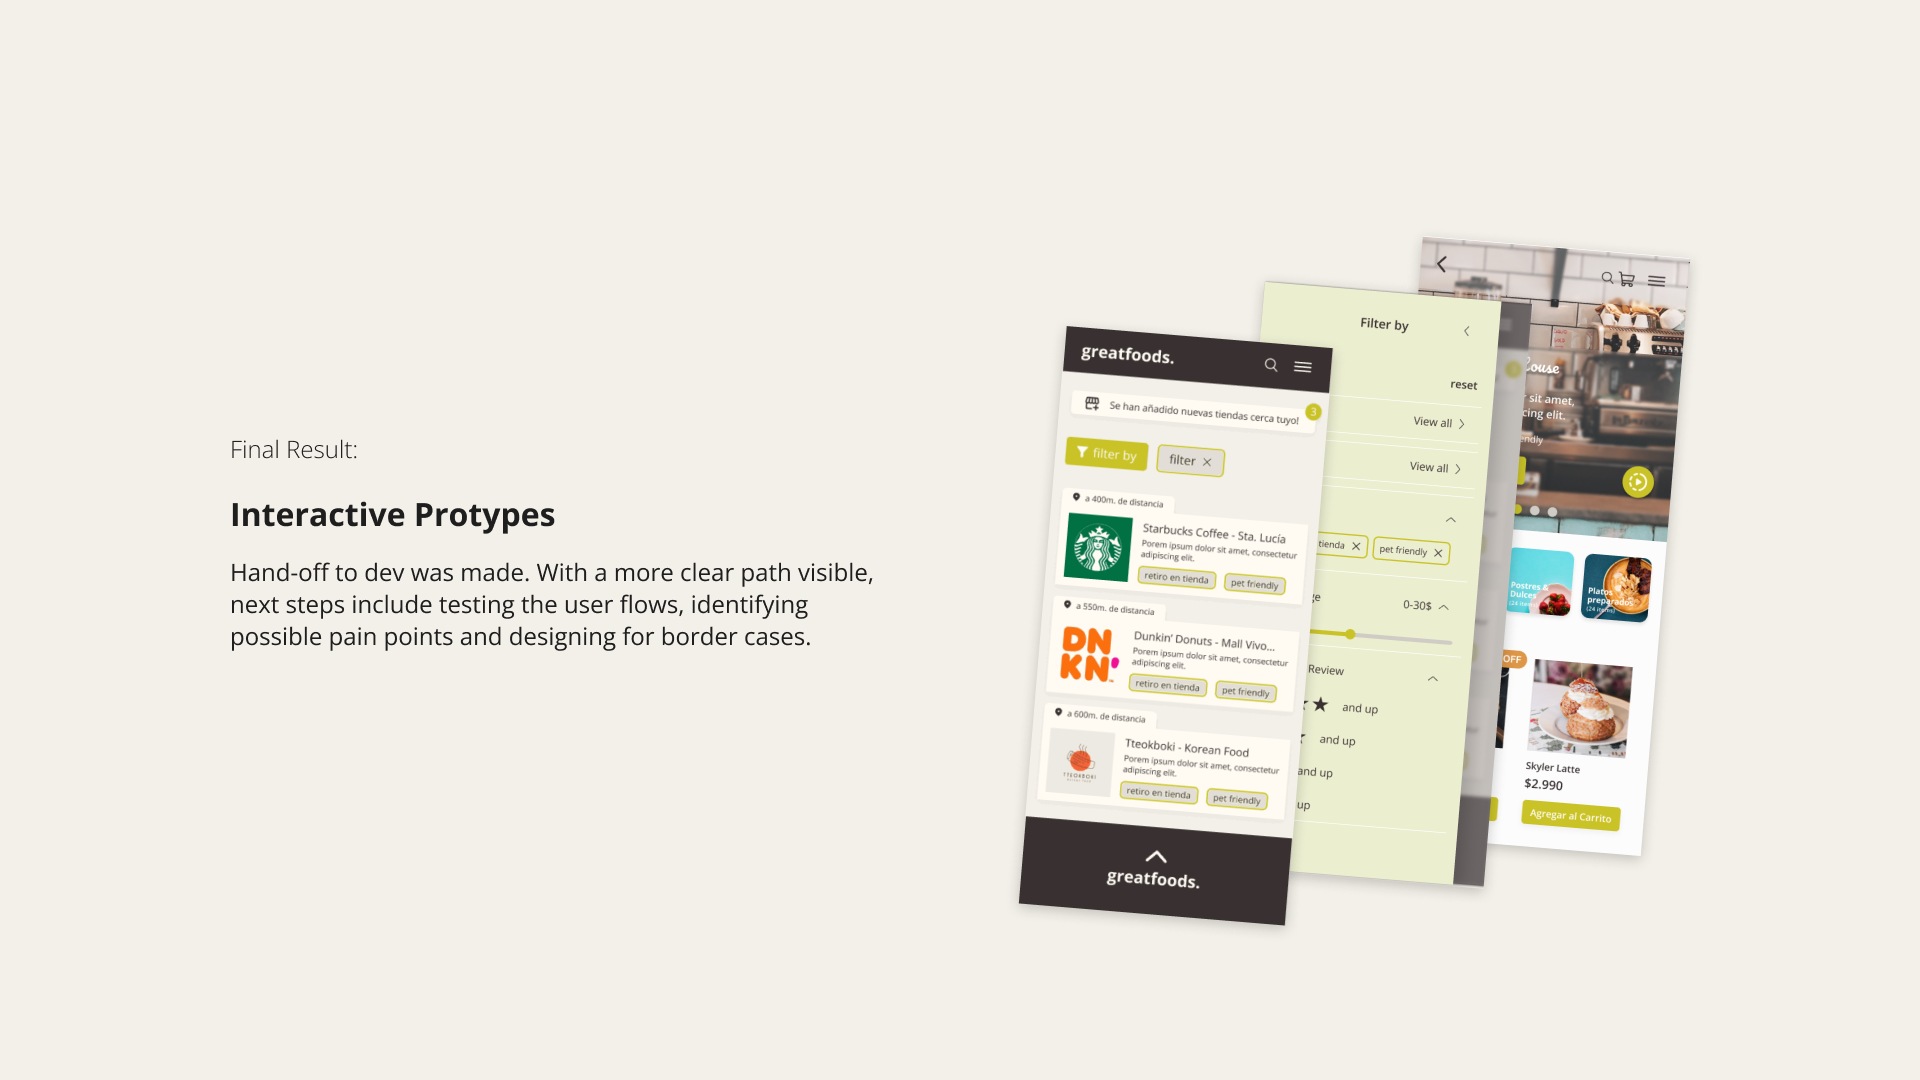 Final Result:
Interactive Protypes
Hand-off to dev was made. With a more clear path visible,
next steps include testing the user flows, identifying
possible pain points and designing for border cases.
greatfoods.
Se han añadido nuevas tiendas cerca tuyo!
3
filter by
filter
a 400m. de distancia
Starbucks Coffee - Sta. Lucía
Porem ipsum dolor sit amet, consectetur
adipiscing elit.
retiro en tienda
pet friendly
a 550m. de distancia
DN
KN'
Dunkin' Donuts - Mall Vivo...
Porem ipsum dolor sit amet, consectetur
adipiscing elit.
retiro en tienda
pet friendly
a 600m. de distancia
TTEOKBOKI
Tteokboki - Korean Food
Porem ipsum dolor sit amet, consectetur
adipiscing elit.
retiro en tienda
pet friendly
greatfoods.
Filter by
reset
View all
View all
tienda
pet friendly
ge
0-30$
Review
and up
and up
and up
up
ouse
sit amet,
cing elit.
endly
Postres &
Dulces
Platos
preparados
OFF
Skyler Latte
$2.990
Agregar al Carrito